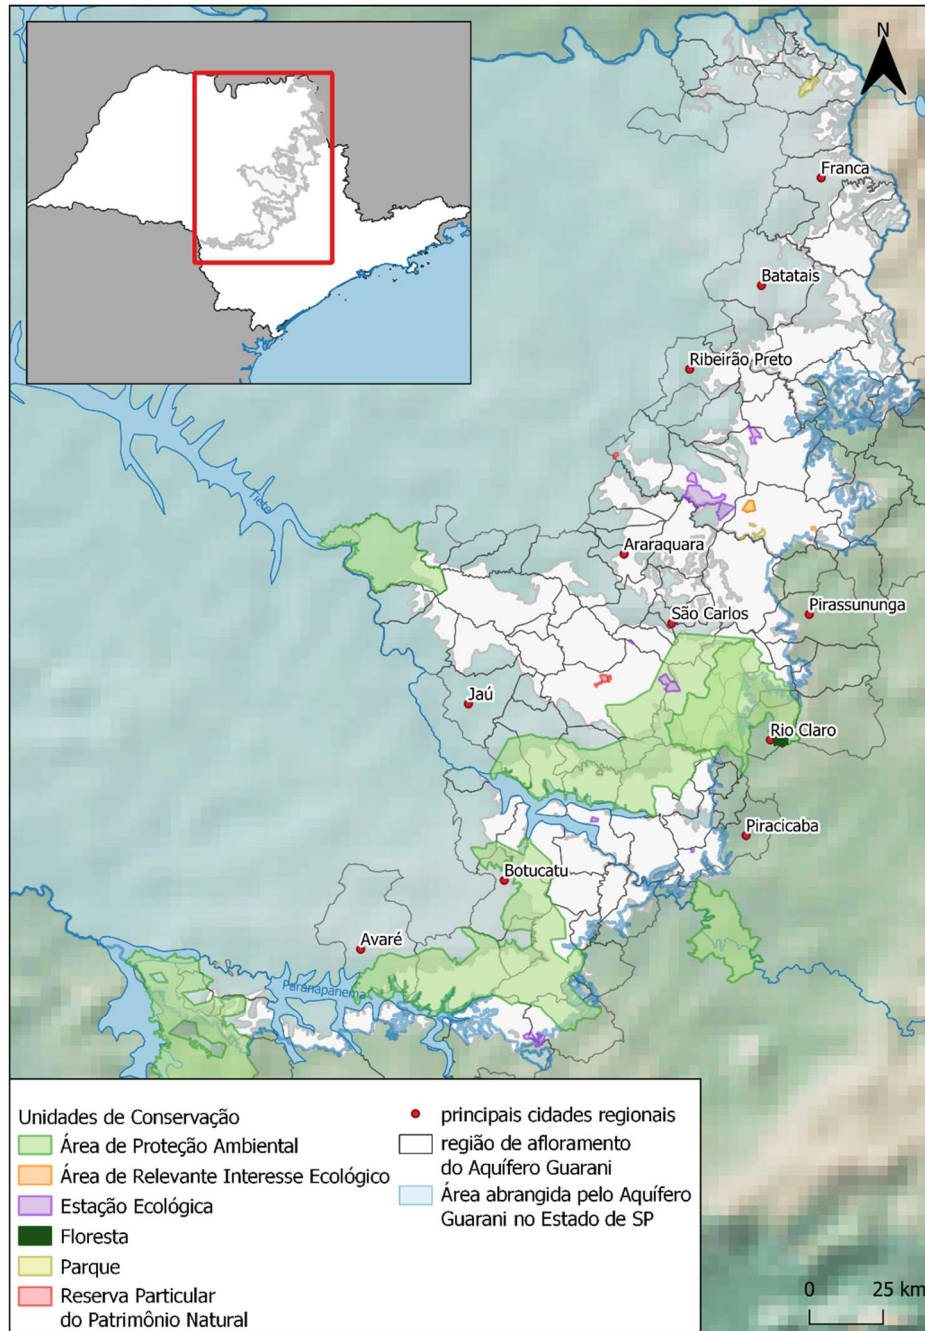 N
Franca
Batatais
Ribeirão Preto
Tietê
Araraquara
São Carlos
Pirassununga
Jaú
Rio Claro
Piracicaba
Botucatu
Avaré
Paranapanema
Unidades de Conservação
Área de Proteção Ambiental
Área de Relevante Interesse Ecológico
Estação Ecológica
Floresta
Parque
Reserva Particular
do Patrimônio Natural
principais cidades regionais
região de afloramento
do Aquífero Guarani
Área abrangida pelo Aquífero
Guarani no Estado de SP
0 25 km